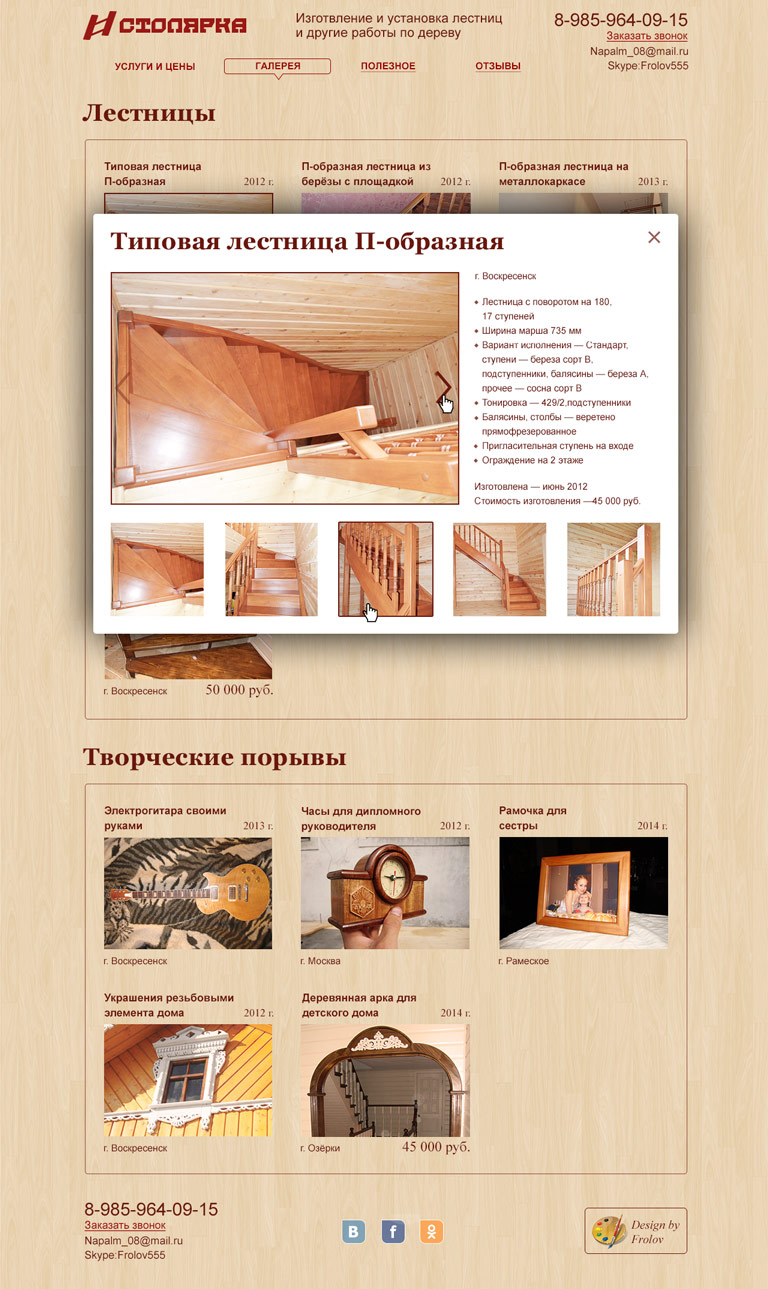 СТОЛЯРКА
Изготвление и установка лестниц
и другие работы по дереву
8-985-964-09-15
Заказать звонок
Napalm_08@mail.ru
Skype:Frolov555
УСЛУГИ И ЦЕНЫ
ГАЛЕРЕЯ
ПОЛЕЗНОЕ
ОТЗЫВЫ
Лестницы
Типовая лестница
П-образная 2012 г.
П-образная лестница из
берёзы с площадкой 2012 г.
П-образная лестница на
металлокаркасе 2013 г.
Типовая лестница П-образная
г. Воскресенск
Лестница с поворотом на 180,
17 ступеней
Ширина марша 735 мм
Вариант исполнения — Стандарт,
ступени — береза сорт В,
подступенники, балясины — береза А,
прочее — сосна сорт В
Тонировка — 429/2,подступенники
Балясины, столбы — веретено
прямофрезерованное
Пригласительная ступень на входе
Ограждение на 2 этаже
Изготовлена — июнь 2012
Стоимость изготовления —45 000 руб.
г. Воскресенск 50 000 руб.
Творческие порывы
Электрогитара своими
руками 2013 г.
Часы для дипломного
руководителя 2012 г.
Рамочка для
сестры 2014 г.
г. Воскресенск
г. Москва
г. Рамеское
Украшения резьбовыми
элемента дома 2012 г.
Деревянная арка для
детского дома 2014 г.
г. Воскресенск
г. Озёрки 45 000 руб.
8-985-964-09-15
Заказать звонок
Napalm_08@mail.ru
Skype:Frolov555
В
f
Design by
Frolov